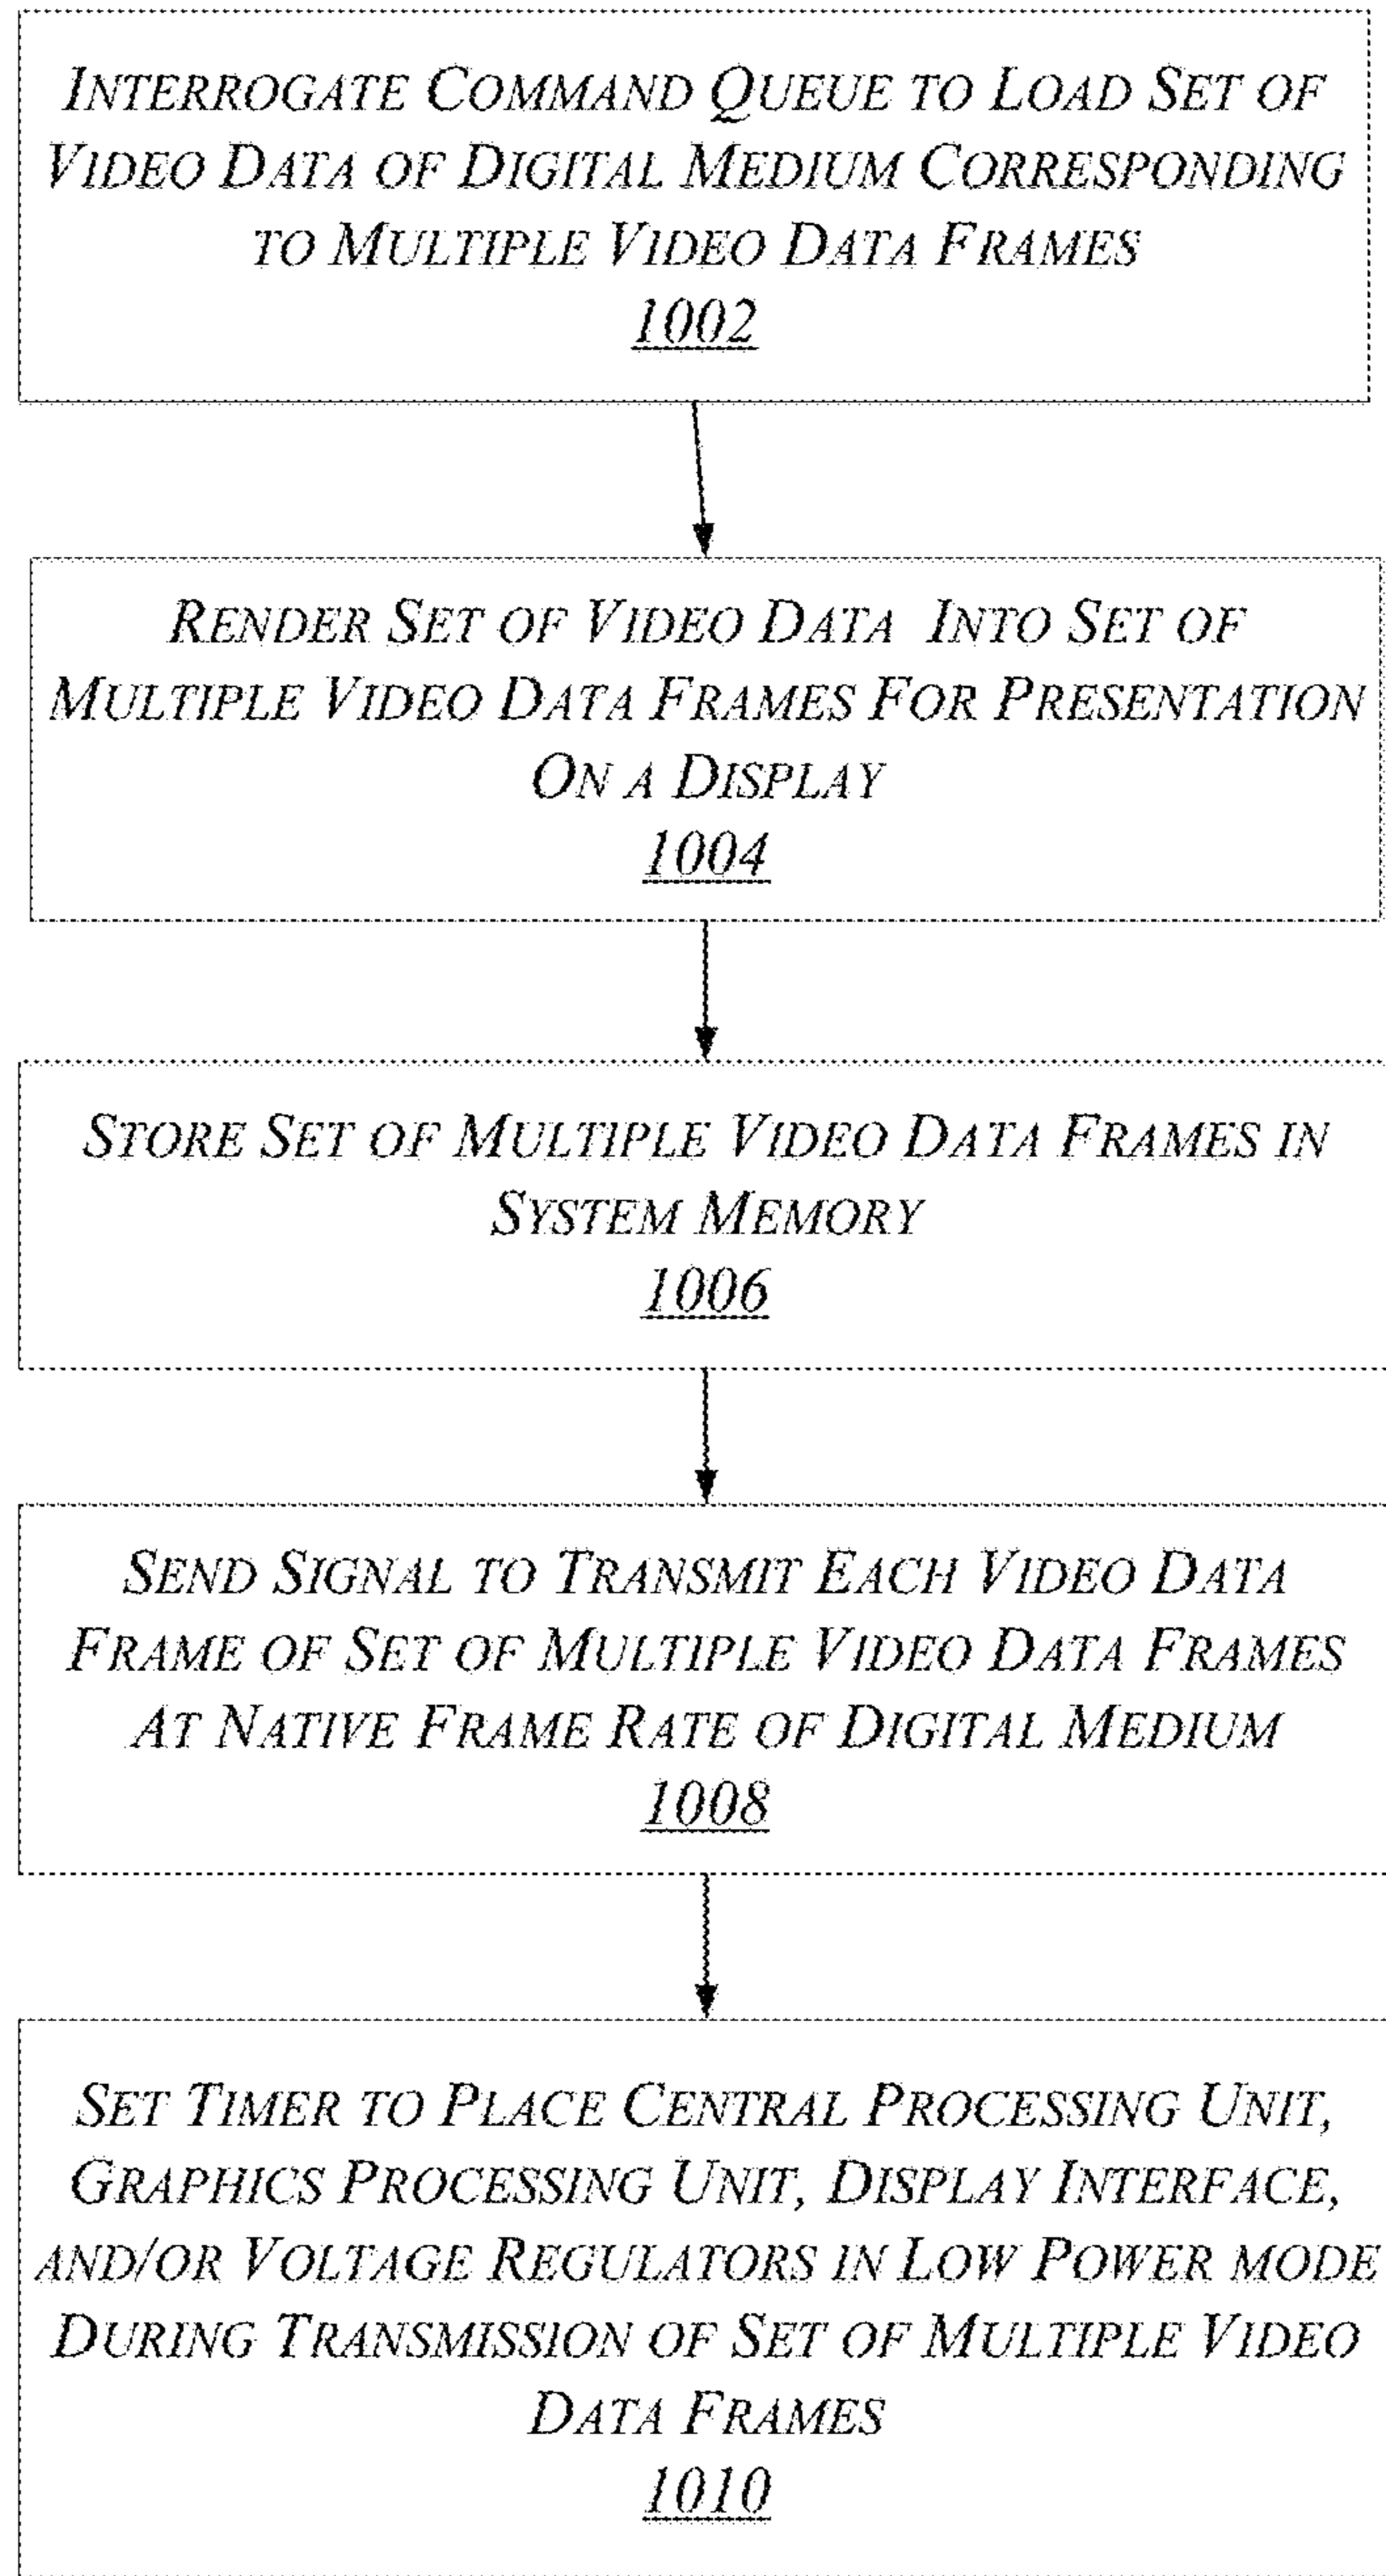 INTERROGATE COMMAND QUEUE TO LOAD SET OF
VIDEO DATA OF DIGITAL MEDIUM CORRESPONDING
TO MULTIPLE VIDEO DATA FRAMES
1002
RENDER SET OF VIDEO DATA INTO SET OF
MULTIPLE VIDEO DATA FRAMES FOR PRESENTATION
ON A DISPLAY
1004
STORE SET OF MULTIPLE VIDEO DATA FRAMES IN
SYSTEM MEMORY
1006
SEND SIGNAL TO TRANSMIT EACH VIDEO DATA
FRAME OF SET OF MULTIPLE VIDEO DATA FRAMES
AT NATIVE FRAME RATE OF DIGITAL MEDIUM
1008
SET TIMER TO PLACE CENTRAL PROCESSING UNIT,
GRAPHICS PROCESSING UNIT, DISPLAY INTERFACE,
AND/OR VOLTAGE REGULATORS IN LOW POWER MODE
DURING TRANSMISSION OF SET OF MULTIPLE VIDEO
DATA FRAMES
1010